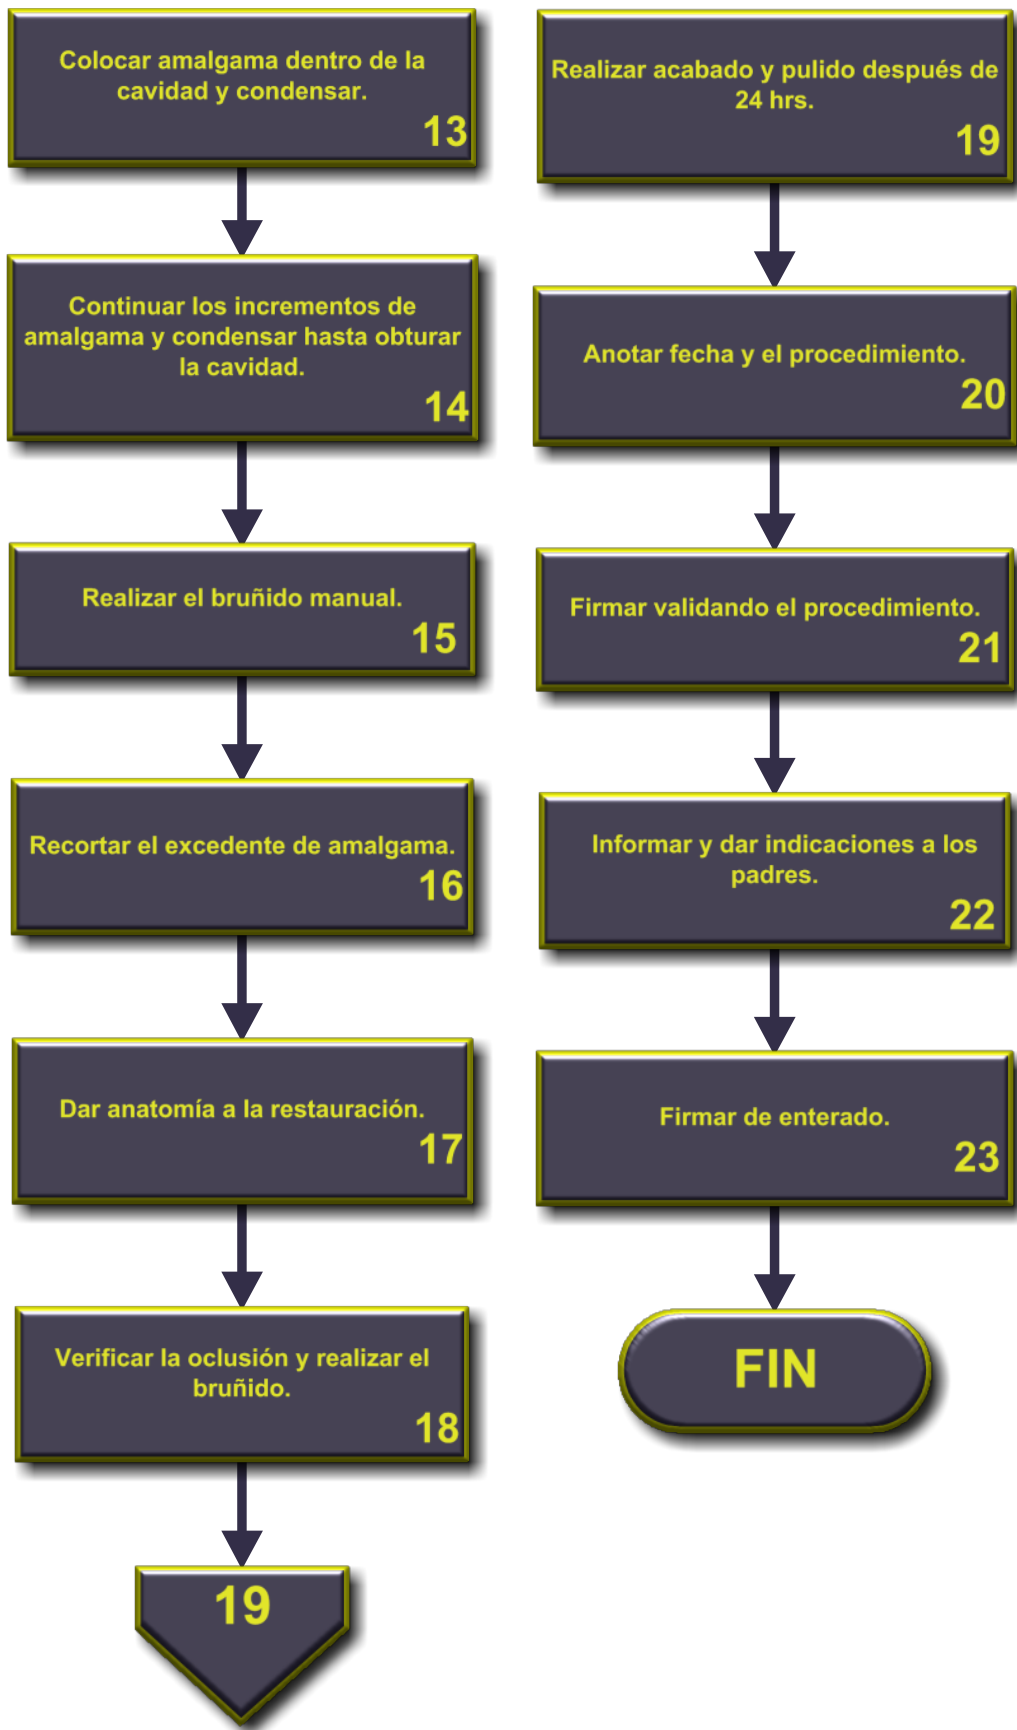 Colocar amalgama dentro de la
cavidad y condensar.
13
Continuar los incrementos de
amalgama y condensar hasta obturar
la cavidad.
14
Realizar el bruñido manual.
15
Recortar el excedente de amalgama.
16
Dar anatomía a la restauración.
17
Verificar la oclusión y realizar el
bruñido.
18
19
Realizar acabado y pulido después de
24 hrs.
19
Anotar fecha y el procedimiento.
20
Firmar validando el procedimiento.
21
Informar y dar indicaciones a los
padres.
22
Firmar de enterado.
23
FIN